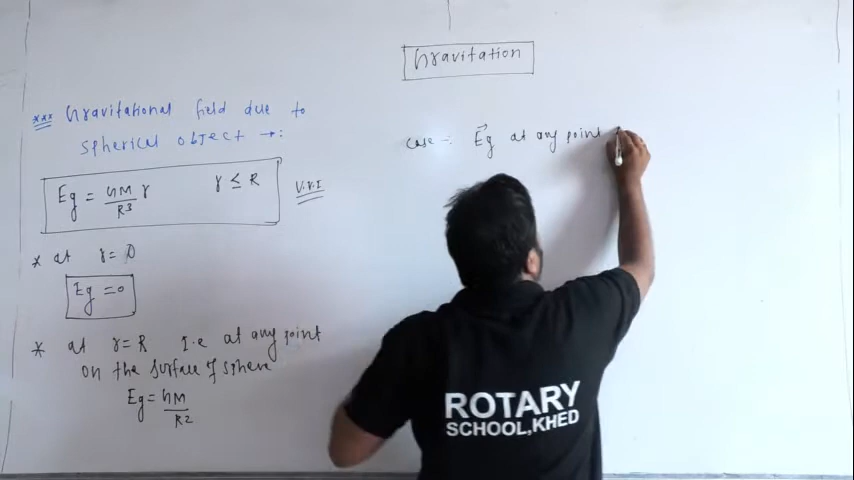 Gravitation
*** Gravitational field due to
spherical object →:
Eg = GM/R3 r r ≤ R V.V.I
* at r = 0
Eg = 0
* at r = R I.e at any point
on the surface of sphere
Eg = GM/R2
case -: Eg at any point
ROTARY
SCHOOL,KHED